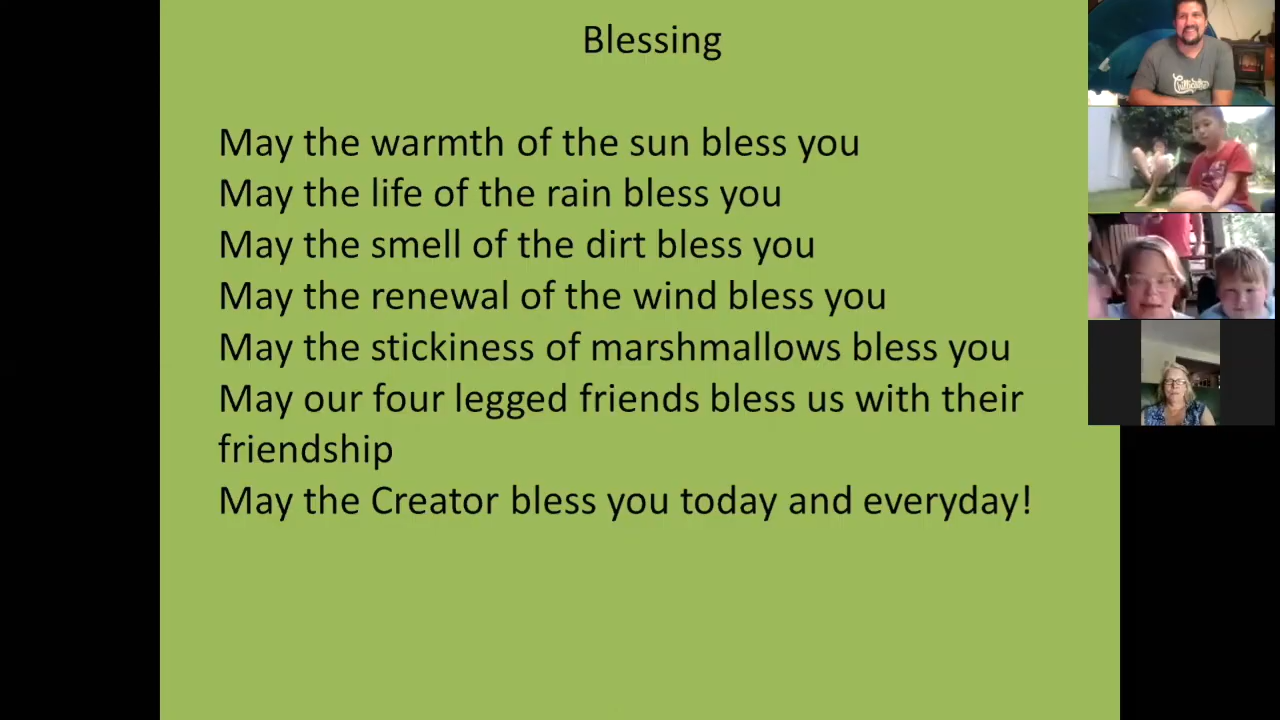 Blessing
May the warmth of the sun bless you
May the life of the rain bless you
May the smell of the dirt bless you
May the renewal of the wind bless you
May the stickiness of marshmallows bless you
May our four legged friends bless us with their
friendship
May the Creator bless you today and everyday!